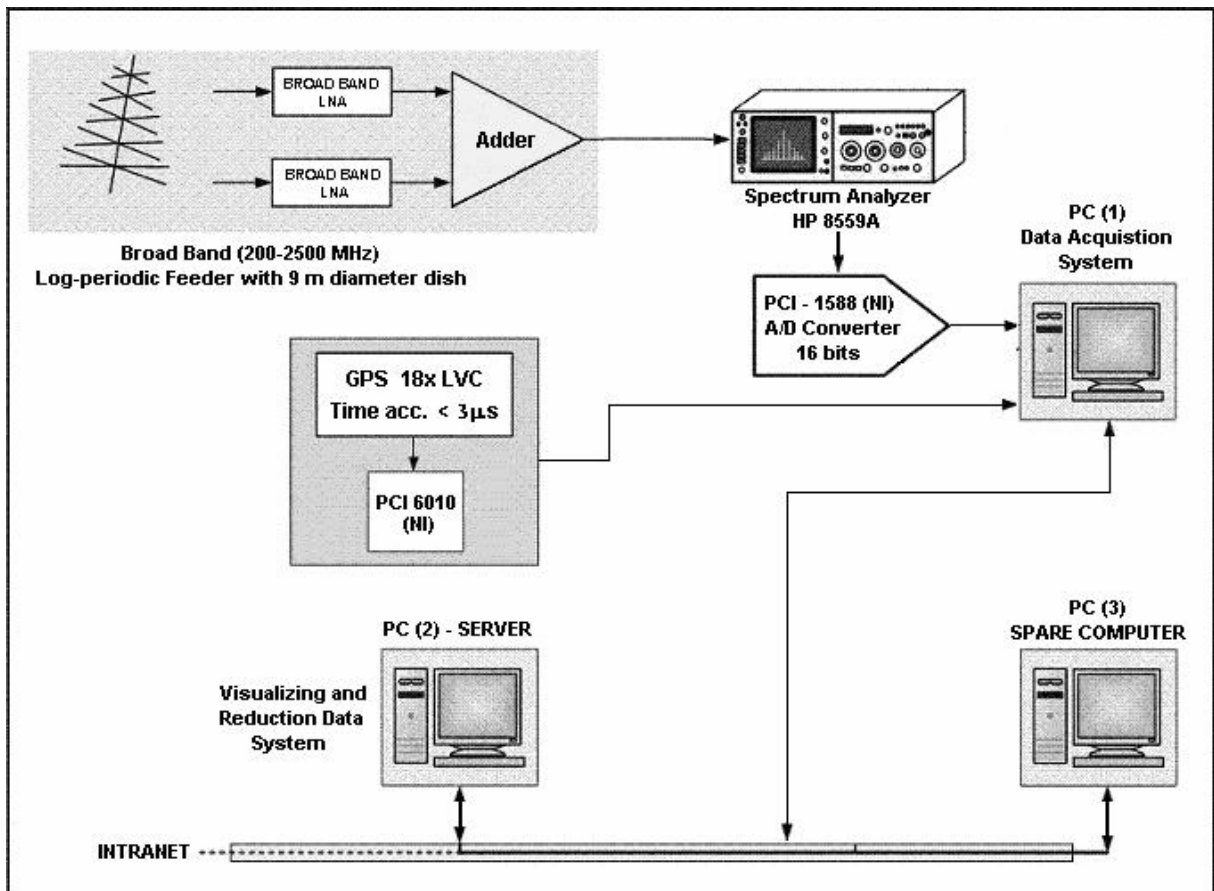 BROAD BAND
LNA
BROAD BAND
LNA
Adder
Broad Band (200-2500 MHz)
Log-periodic Feeder with 9 m diameter dish
Spectrum Analyzer
HP 8559A
PCI - 1588 (NI)
A/D Converter
16 bits
PC (1)
Data Acquistion
System
GPS 18x LVC
Time acc. < 3µs
PCI 6010
(NI)
PC (2) - SERVER
Visualizing and
Reduction Data
System
PC (3)
SPARE COMPUTER
INTRANET